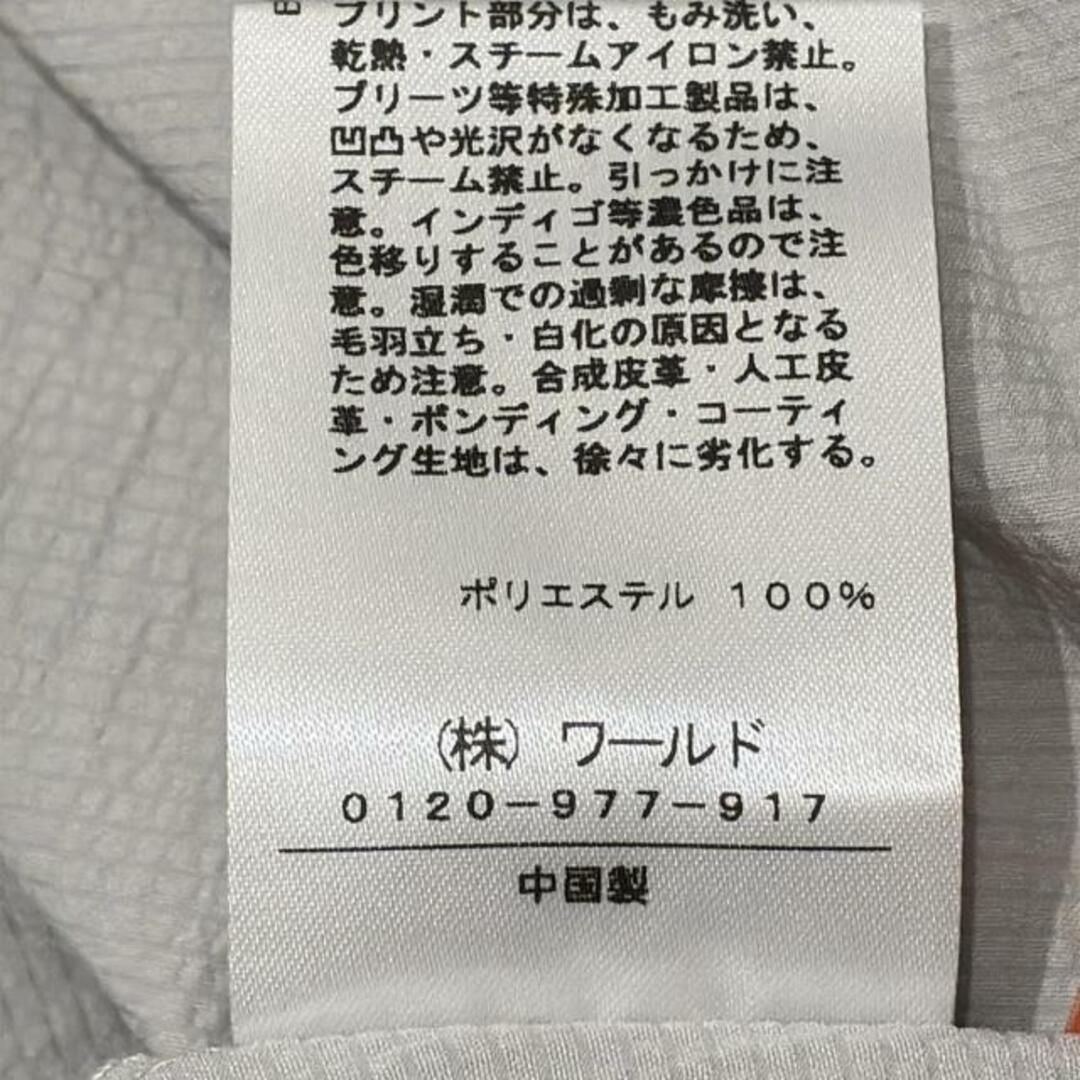 プリント部分は、もみ洗い、
乾熱・スチームアイロン禁止。
プリーツ等特殊加工製品は、
凹凸や光沢がなくなるため、
スチーム禁止。引っかけに注
意。インディゴ等濃色品は、
色移りすることがあるので注
意。湿潤での過剰な摩擦は、
毛羽立ち・白化の原因となる
ため注意。合成皮革・人工皮
革・ボンディング・コーティ
ング生地は、徐々に劣化する。
ポリエステル 100%
(株) ワールド
0120-977-917
中国製